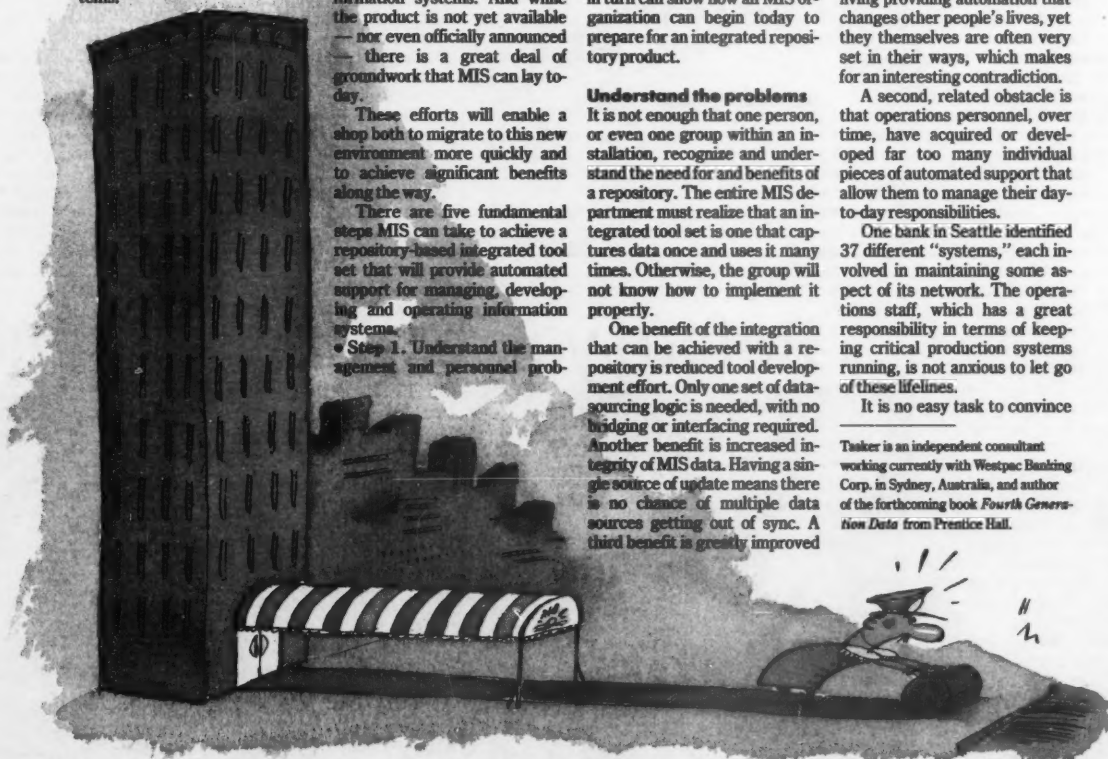 tems.
formation systems. And while
the product is not yet available
— nor even officially announced
— there is a great deal of
groundwork that MIS can lay to-
day.
These efforts will enable a
shop both to migrate to this new
environment more quickly and
to achieve significant benefits
along the way.
There are five fundamental
steps MIS can take to achieve a
repository-based integrated tool
set that will provide automated
support for managing, develop-
ing and operating information
systems.
• Step 1. Understand the man-
agement and personnel prob-
in turn can show how an MIS or-
ganization can begin today to
prepare for an integrated reposi-
tory product.
Understand the problems
It is not enough that one person,
or even one group within an in-
stallation, recognize and under-
stand the need for and benefits of
a repository. The entire MIS de-
partment must realize that an in-
tegrated tool set is one that cap-
tures data once and uses it many
times. Otherwise, the group will
not know how to implement it
properly.
One benefit of the integration
that can be achieved with a re-
pository is reduced tool develop-
ment effort. Only one set of data-
sourcing logic is needed, with no
bridging or interfacing required.
Another benefit is increased in-
tegrity of MIS data. Having a sin-
gle source of update means there
is no chance of multiple data
sources getting out of sync. A
third benefit is greatly improved
living providing automation that
changes other people's lives, yet
they themselves are often very
set in their ways, which makes
for an interesting contradiction.
A second, related obstacle is
that operations personnel, over
time, have acquired or devel-
oped far too many individual
pieces of automated support that
allow them to manage their day-
to-day responsibilities.
One bank in Seattle identified
37 different "systems," each in-
volved in maintaining some as-
pect of its network. The opera-
tions staff, which has a great
responsibility in terms of keep-
ing critical production systems
running, is not anxious to let go
of these lifelines.
It is no easy task to convince
Tasker is an independent consultant
working currently with Westpac Banking
Corp. in Sydney, Australia, and author
of the forthcoming book Fourth Genera-
tion Data from Prentice Hall.